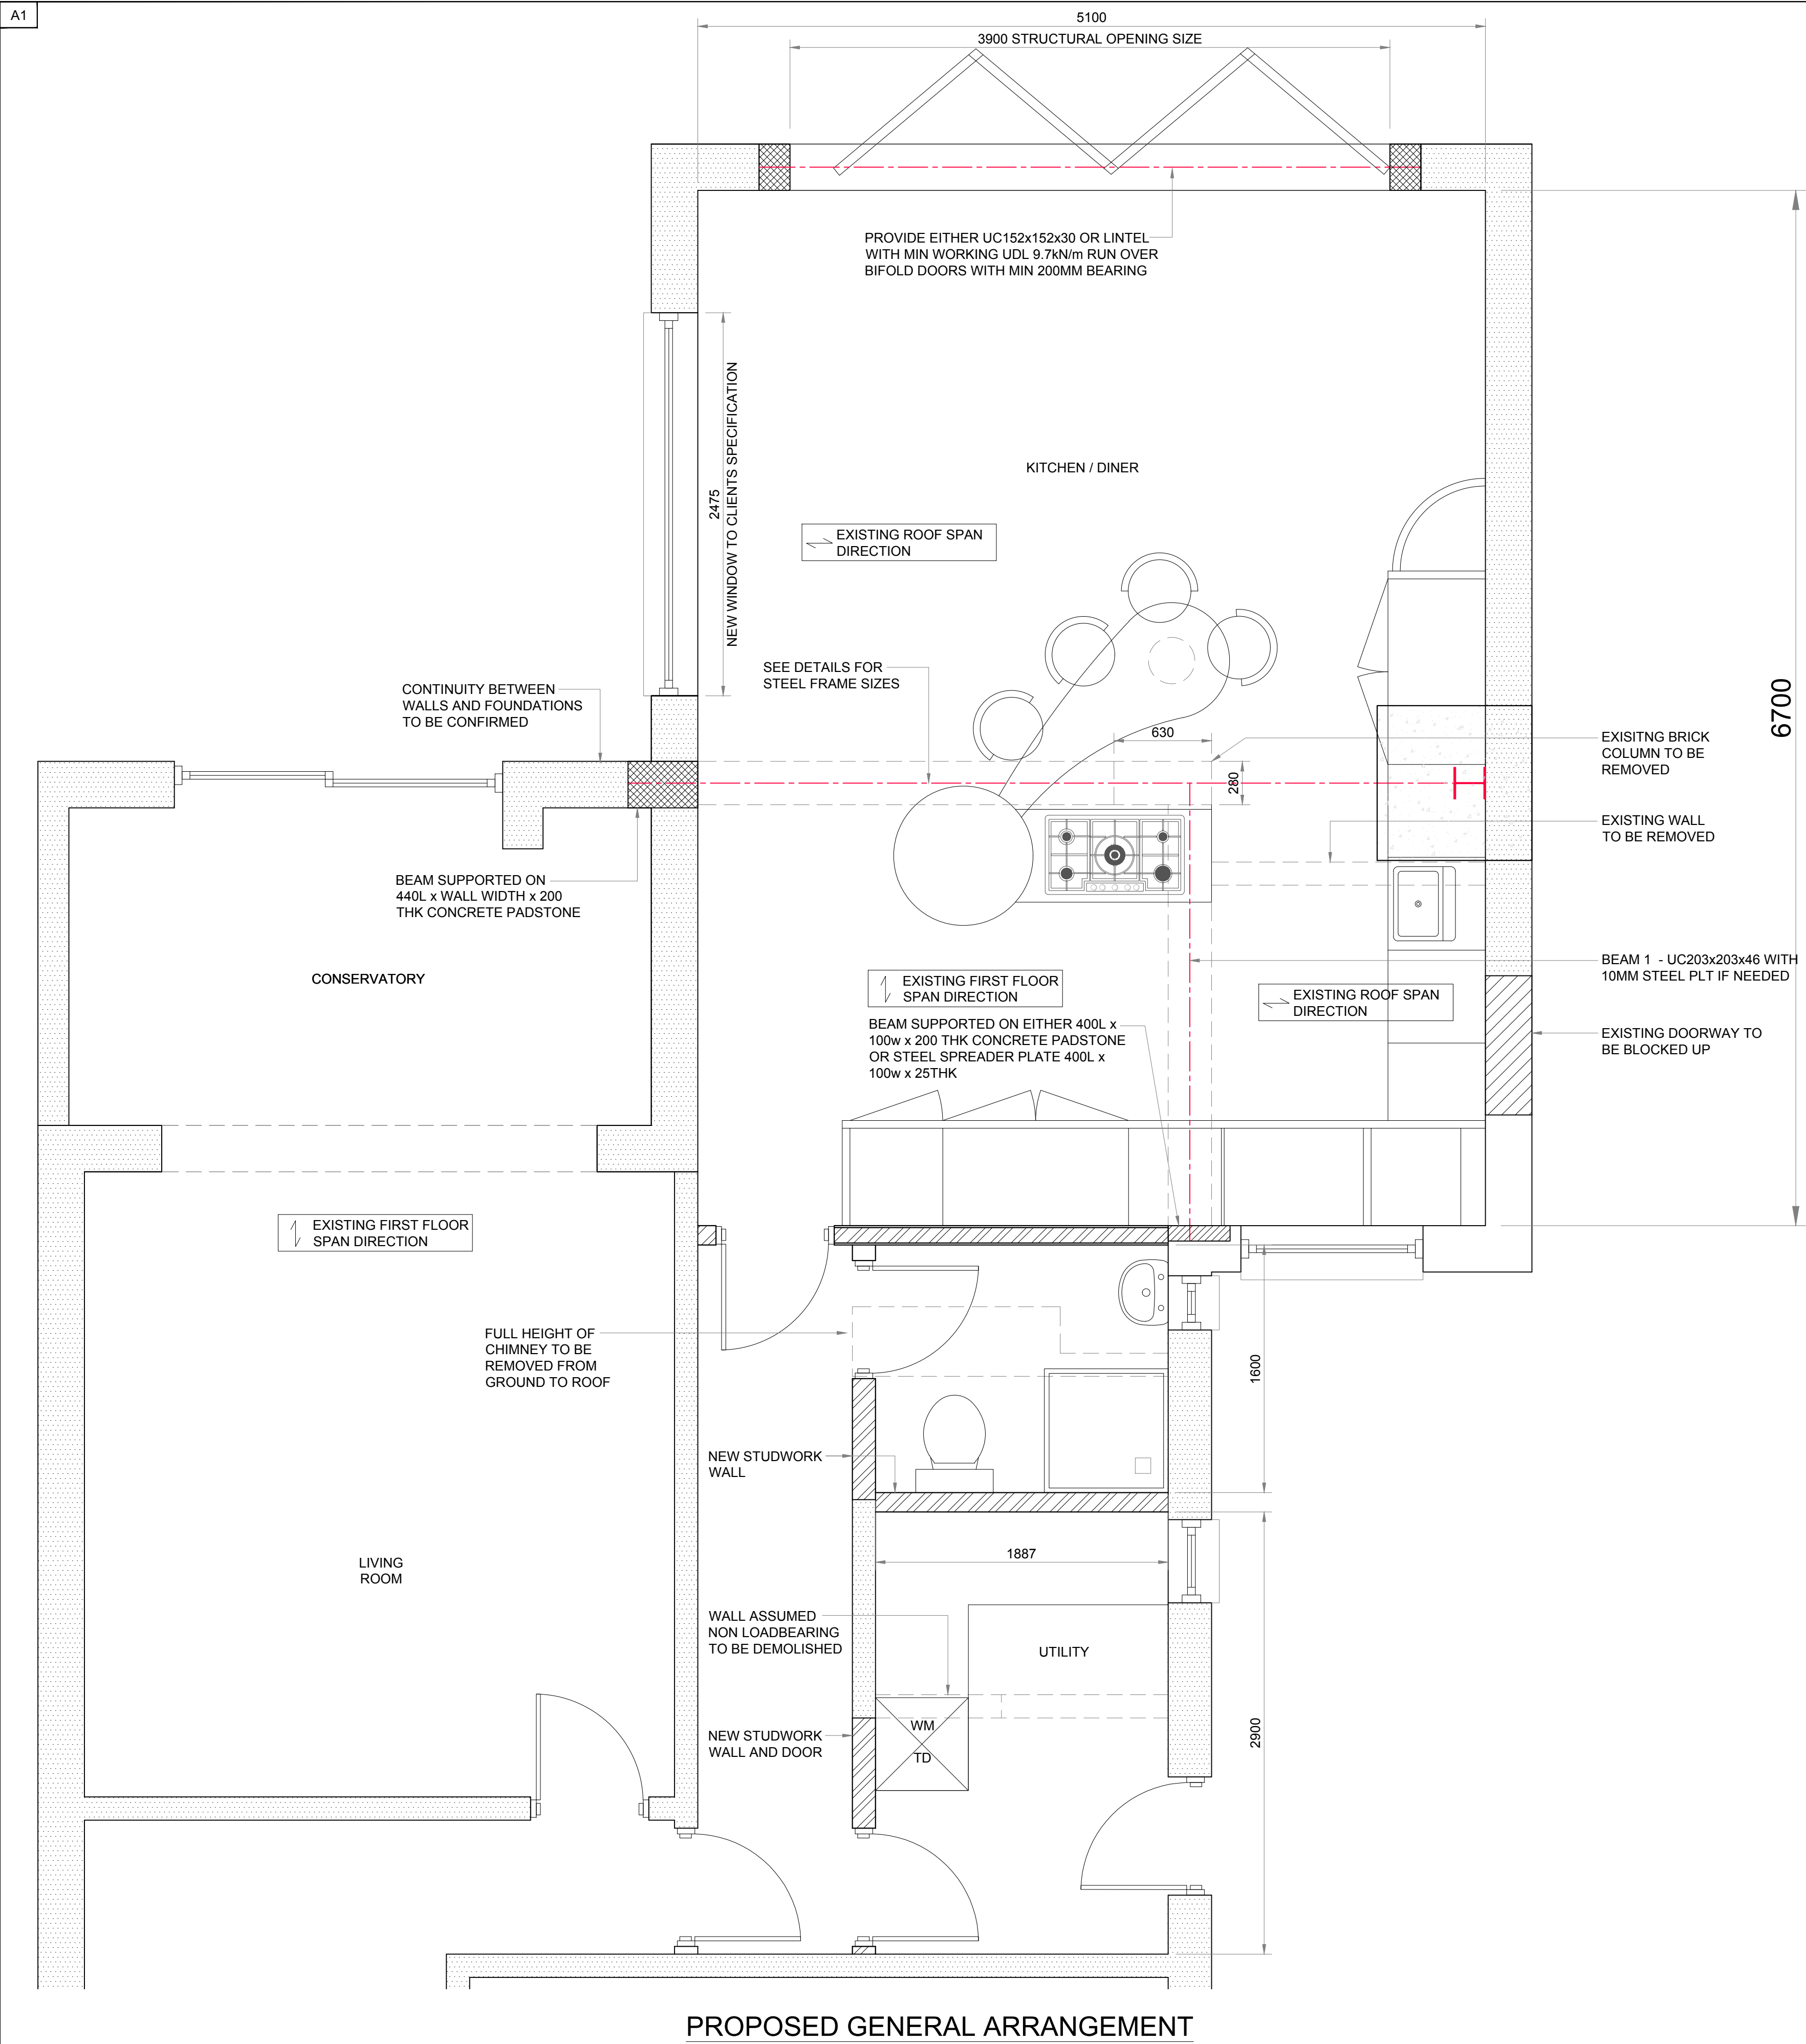 A1
5100
3900 STRUCTURAL OPENING SIZE
PROVIDE EITHER UC152x152x30 OR LINTEL
WITH MIN WORKING UDL 9.7kN/m RUN OVER
BIFOLD DOORS WITH MIN 200MM BEARING
2475
NEW WINDOW TO CLIENTS SPECIFICATION
KITCHEN / DINER
EXISTING ROOF SPAN
DIRECTION
SEE DETAILS FOR
STEEL FRAME SIZES
CONTINUITY BETWEEN
WALLS AND FOUNDATIONS
TO BE CONFIRMED
6700
630
280
EXISITNG BRICK
COLUMN TO BE
REMOVED
EXISTING WALL
TO BE REMOVED
BEAM SUPPORTED ON
440L x WALL WIDTH x 200
THK CONCRETE PADSTONE
CONSERVATORY
BEAM 1 - UC203x203x46 WITH
10MM STEEL PLT IF NEEDED
EXISTING FIRST FLOOR
SPAN DIRECTION
EXISTING ROOF SPAN
DIRECTION
BEAM SUPPORTED ON EITHER 400L x
100w x 200 THK CONCRETE PADSTONE
OR STEEL SPREADER PLATE 400L x
100w x 25THK
EXISTING DOORWAY TO
BE BLOCKED UP
EXISTING FIRST FLOOR
SPAN DIRECTION
FULL HEIGHT OF
CHIMNEY TO BE
REMOVED FROM
GROUND TO ROOF
1600
NEW STUDWORK
WALL
LIVING
ROOM
1887
WALL ASSUMED
NON LOADBEARING
TO BE DEMOLISHED
UTILITY
WM
TD
NEW STUDWORK
WALL AND DOOR
2900
PROPOSED GENERAL ARRANGEMENT